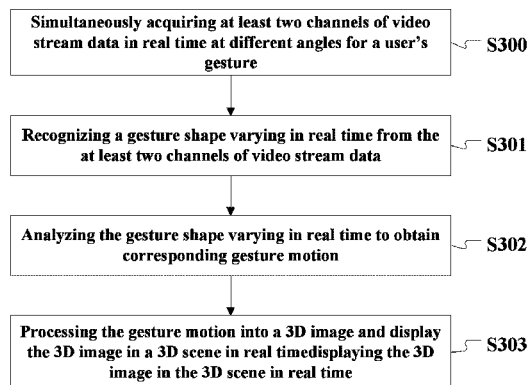 Simultaneously acquiring at least two channels of video
stream data in real time at different angles for a user's
gesture
S300
Recognizing a gesture shape varying in real time from the
at least two channels of video stream data
S301
Analyzing the gesture shape varying in real time to obtain
corresponding gesture motion
S302
Processing the gesture motion into a 3D image and display
the 3D image in a 3D scene in real timedisplaying the 3D
image in the 3D scene in real time
S303